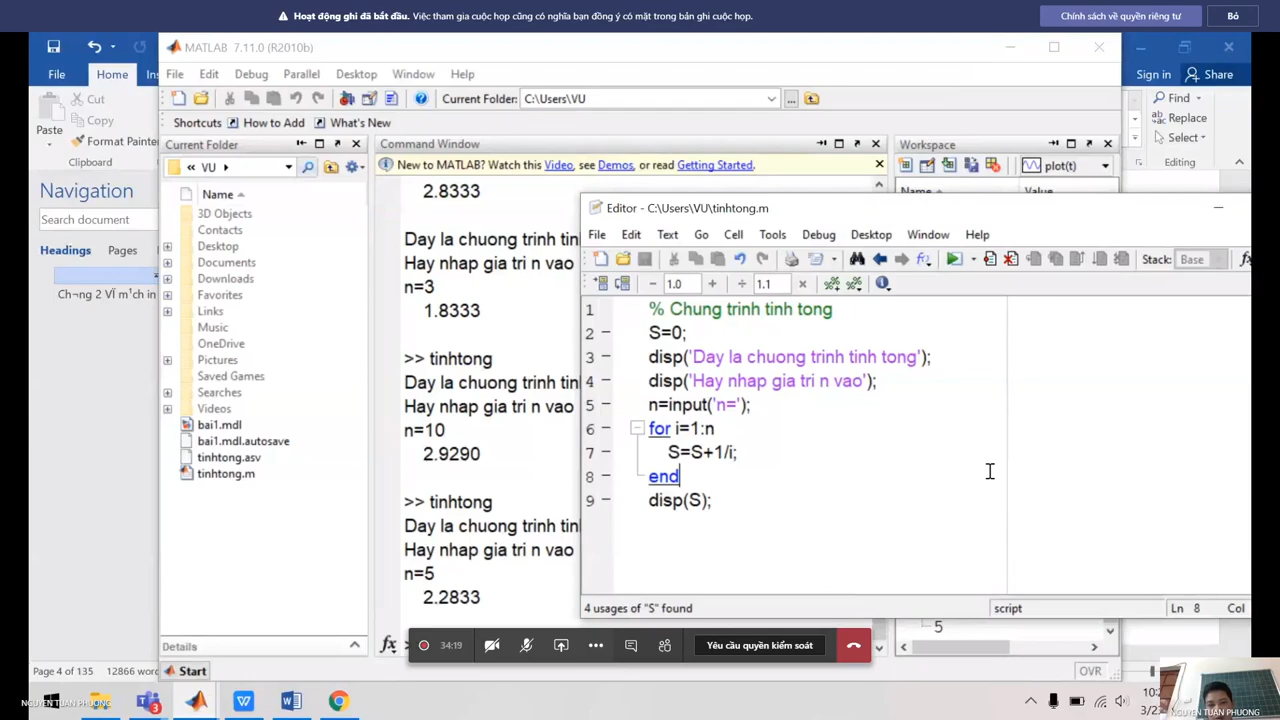 Hoạt động ghi đã bắt đầu. Việc tham gia cuộc họp cũng có nghĩa bạn đồng ý có mặt trong bản ghi cuộc họp.
Chính sách về quyền riêng tư
Bỏ
File Home
Sign in Share
Cut
Copy
Format Painter
Paste
Clipboard
Find
Replace
Select
Editing
Navigation
Search document
Headings Pages
MATLAB 7.11.0 (R2010b)
File Edit Debug Parallel Desktop Window Help
Current Folder: C:\Users\VU
Shortcuts How to Add What's New
Current Folder
« VU
Name
3D Objects
Contacts
Desktop
Documents
Downloads
Favorites
Links
Music
OneDrive
Pictures
Saved Games
Searches
Videos
bai1.mdl
bai1.mdl.autosave
tinhtong.asv
tinhtong.m
Details
Start
Command Window
New to MATLAB? Watch this Video, see Demos, or read Getting Started.
2.8333
Day la chuong trinh tin
Hay nhap gia tri n vao
n=3
1.8333
>> tinhtong
Day la chuong trinh tin
Hay nhap gia tri n vao
n=10
2.9290
>> tinhtong
Day la chuong trinh tin
Hay nhap gia tri n vao
n=5
2.2833
Workspace
plot(t)
Name Value
Editor - C:\Users\VU\tinhtong.m
File Edit Text Go Cell Tools Debug Desktop Window Help
Stack: Base
1.0
1.1
1 % Chung trinh tinh tong
2 S=0;
3 disp('Day la chuong trinh tinh tong');
4 disp('Hay nhap gia tri n vao');
5 n=input('n=');
6 for i=1:n
7 S=S+1/i;
8 end
9 disp(S);
4 usages of "S" found
script
Ln 8 Col
5
OVR
34:19
Yêu cầu quyền kiểm soát
Page 4 of 135 12866 wor
NGUYEN TUAN PHUONG
3
NGUYEN TUAN PHUONG